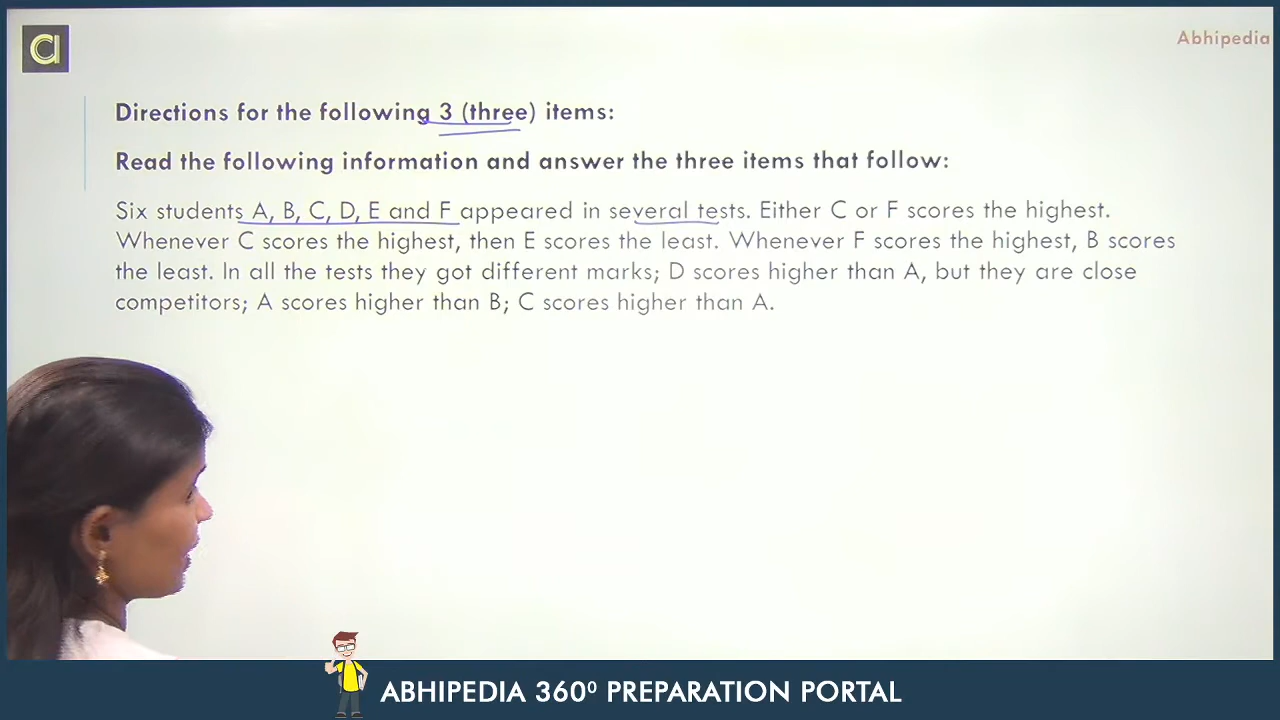 Abhipedia
Directions for the following 3 (three) items:
Read the following information and answer the three items that follow:
Six students A, B, C, D, E and F appeared in several tests. Either C or F scores the highest.
Whenever C scores the highest, then E scores the least. Whenever F scores the highest, B scores
the least. In all the tests they got different marks; D scores higher than A, but they are close
competitors; A scores higher than B; C scores higher than A.
ABHIPEDIA 360⁰ PREPARATION PORTAL